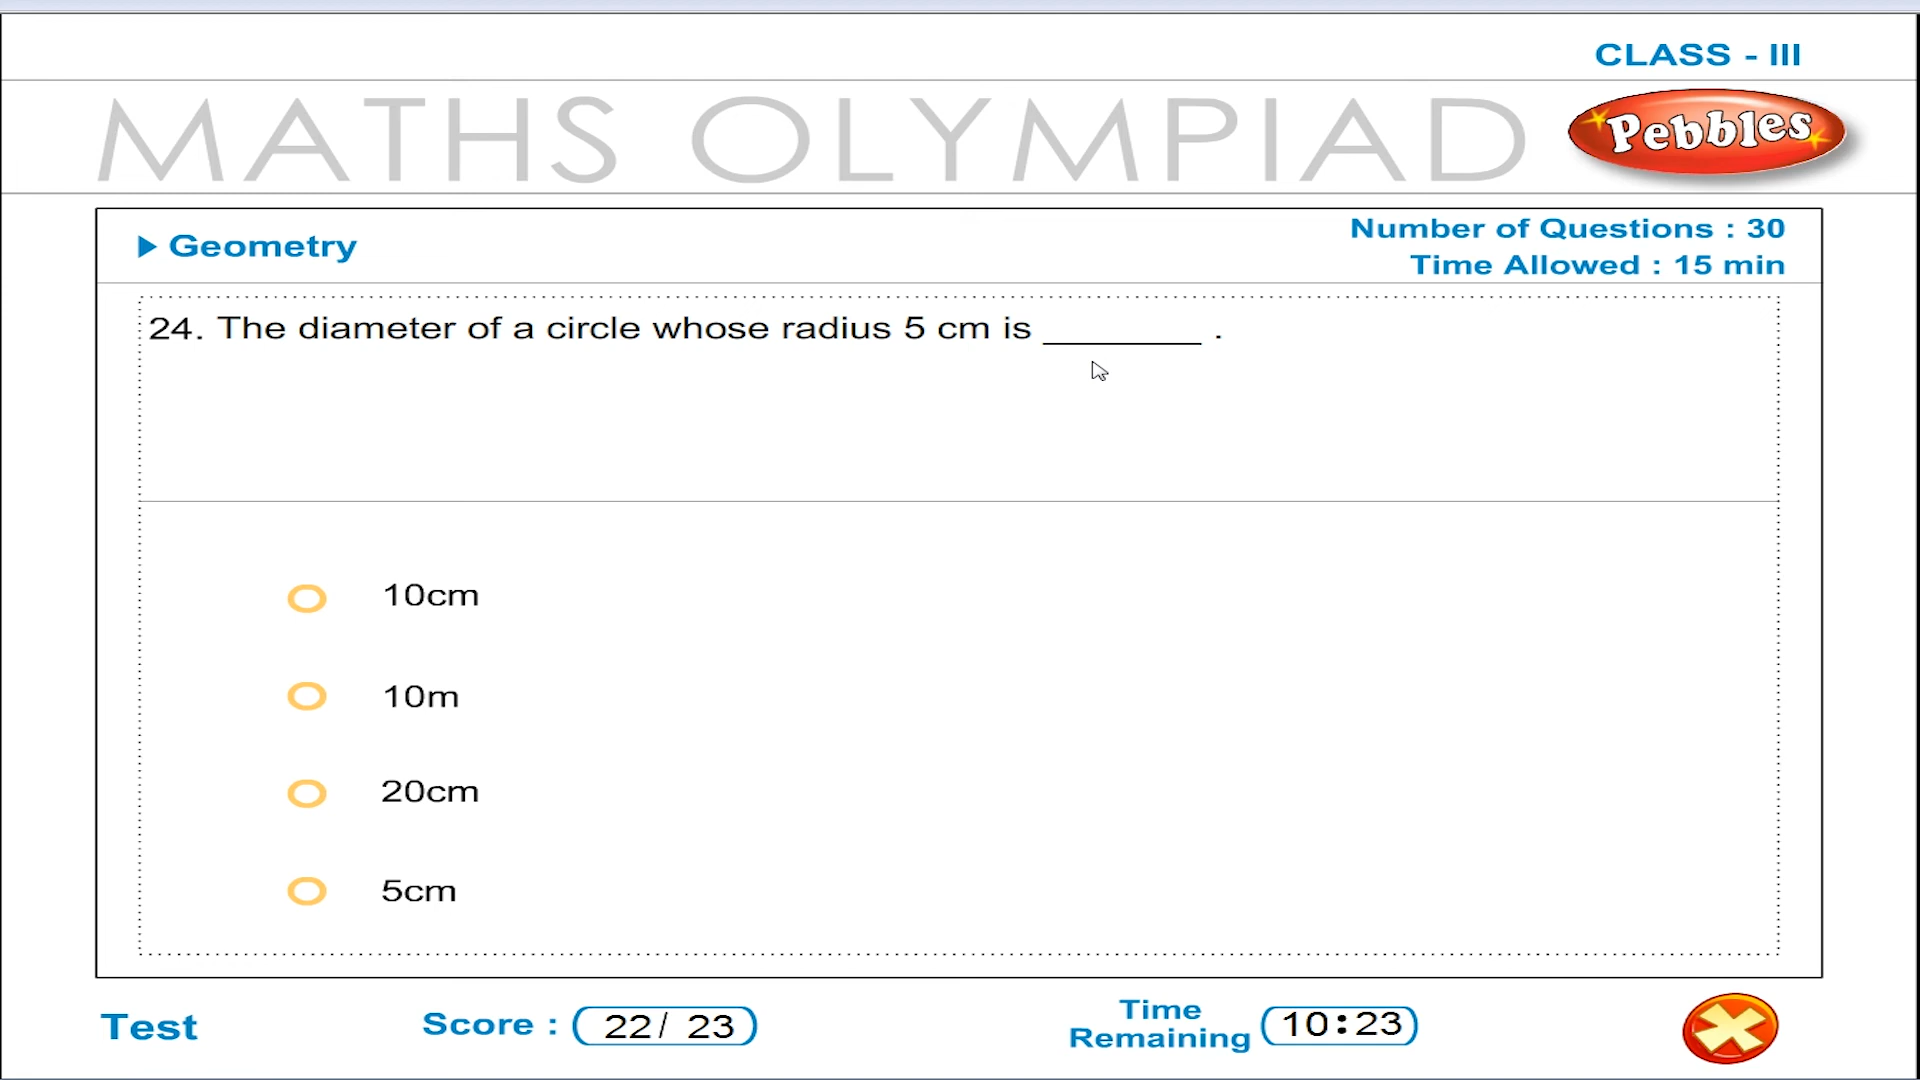 CLASS - III
MATHS OLYMPIAD
Pebbles
Geometry
Number of Questions : 30
Time Allowed : 15 min
24. The diameter of a circle whose radius 5 cm is ________ .
10cm
10m
20cm
5cm
Test
Score : 22/ 23
Time
Remaining
10:23